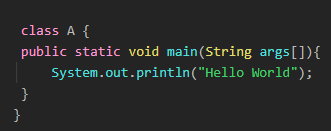 class A {
public static void main(String args[]){
System.out.println("Hello World");
}
}